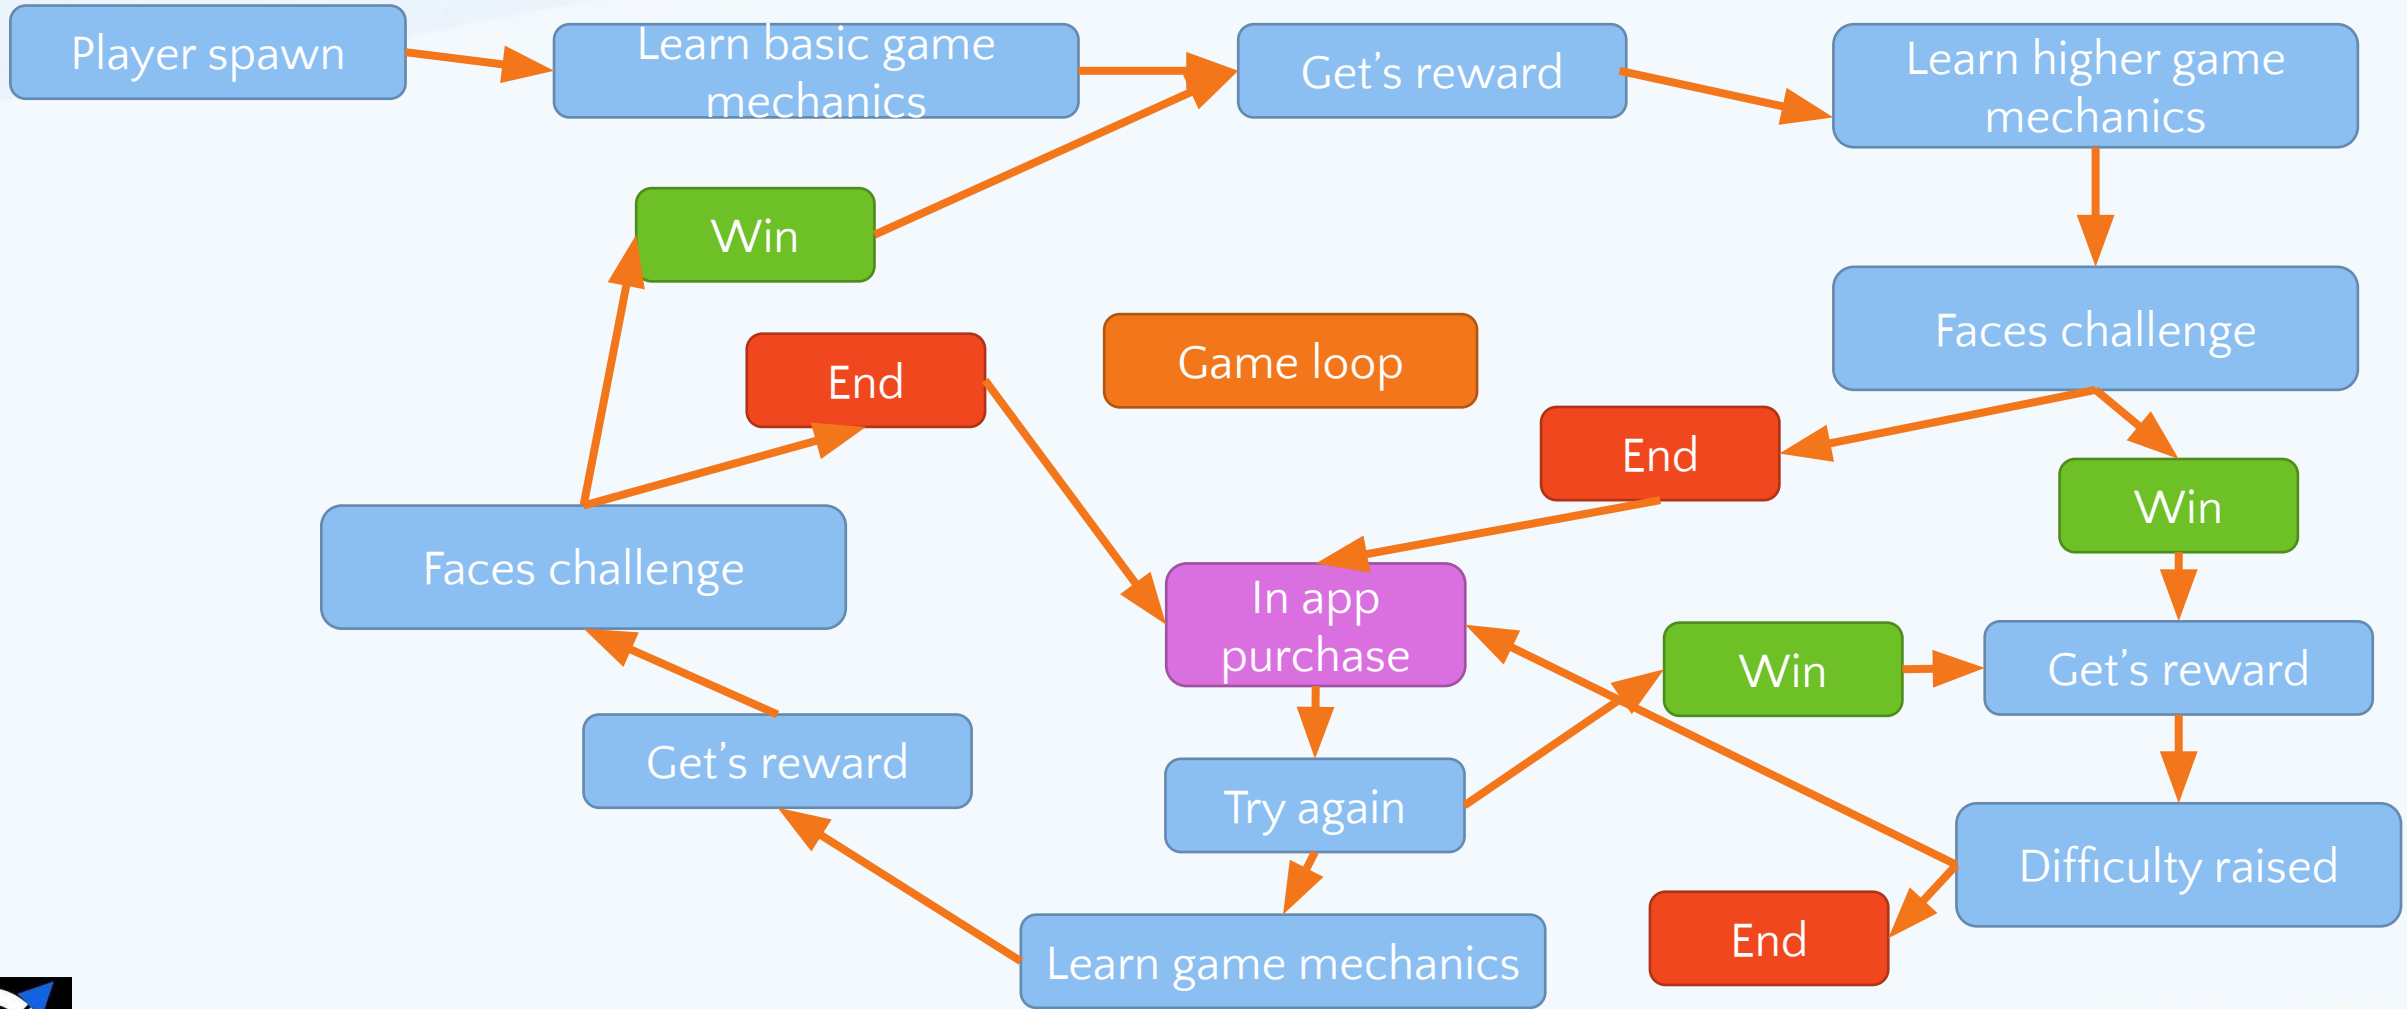 Player spawn
Learn basic game
mechanics
Get’s reward
Learn higher game
mechanics
Win
Game loop
End
Faces challenge
End
Win
Faces challenge
In app
purchase
Win
Get’s reward
Get’s reward
Try again
Difficulty raised
Learn game mechanics
End